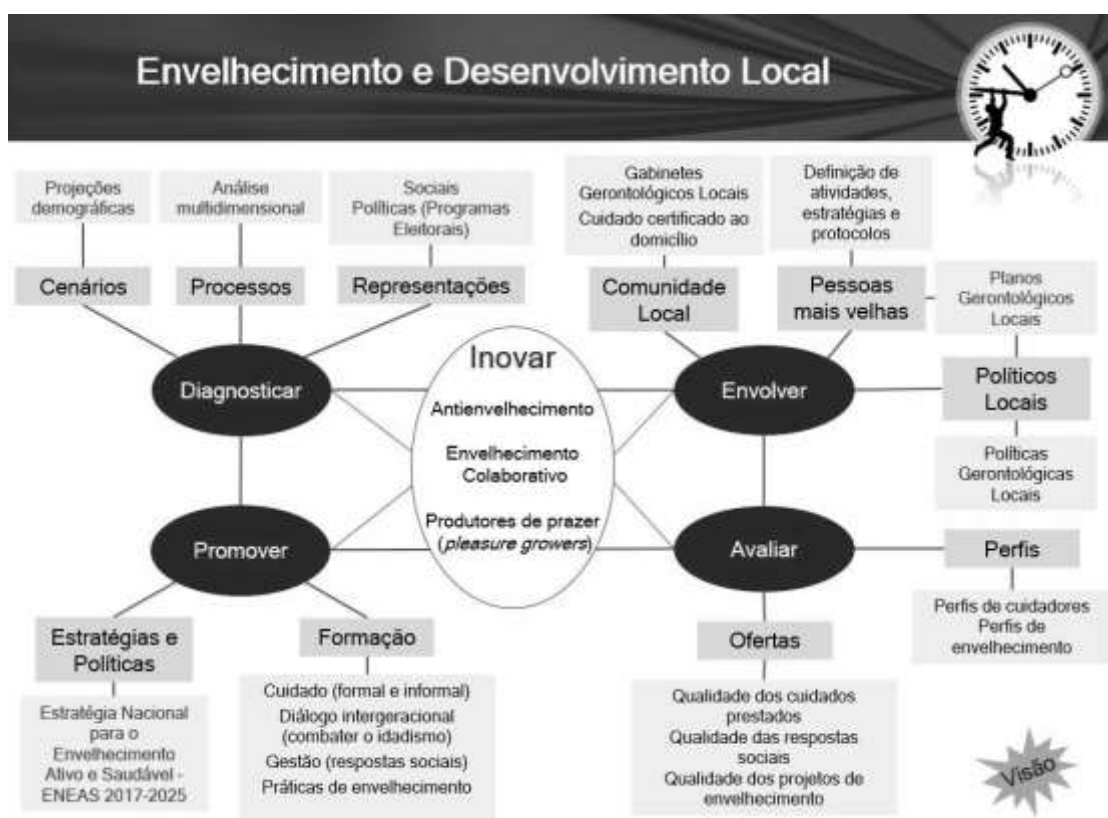 Envelhecimento e Desenvolvimento Local
Projeções
demográficas
Análise
multidimensional
Sociais
Políticas (Programas
Eleitorais)
Gabinetes
Gerontológicos Locais
Cuidado certificado ao
domicílio
Definição de
atividades,
estratégias e
protocolos
Cenários
Processos
Representações
Comunidade
Local
Pessoas
mais velhas
Planos
Gerontológicos
Locais
Diagnosticar
Inovar
Antienvelhecimento
Envelhecimento
Colaborativo
Produtores de prazer
(pleasure growers)
Envolver
Políticos
Locais
Políticas
Gerontológicas
Locais
Promover
Avaliar
Perfis
Perfis de cuidadores
Perfis de
envelhecimento
Estratégias e
Políticas
Formação
Ofertas
Estratégia Nacional
para o
Envelhecimento
Ativo e Saudável -
ENEAS 2017-2025
Cuidado (formal e informal)
Diálogo intergeracional
(combater o idadismo)
Gestão (respostas sociais)
Práticas de envelhecimento
Qualidade dos cuidados
prestados
Qualidade das respostas
sociais
Qualidade dos projetos de
envelhecimento
Visão